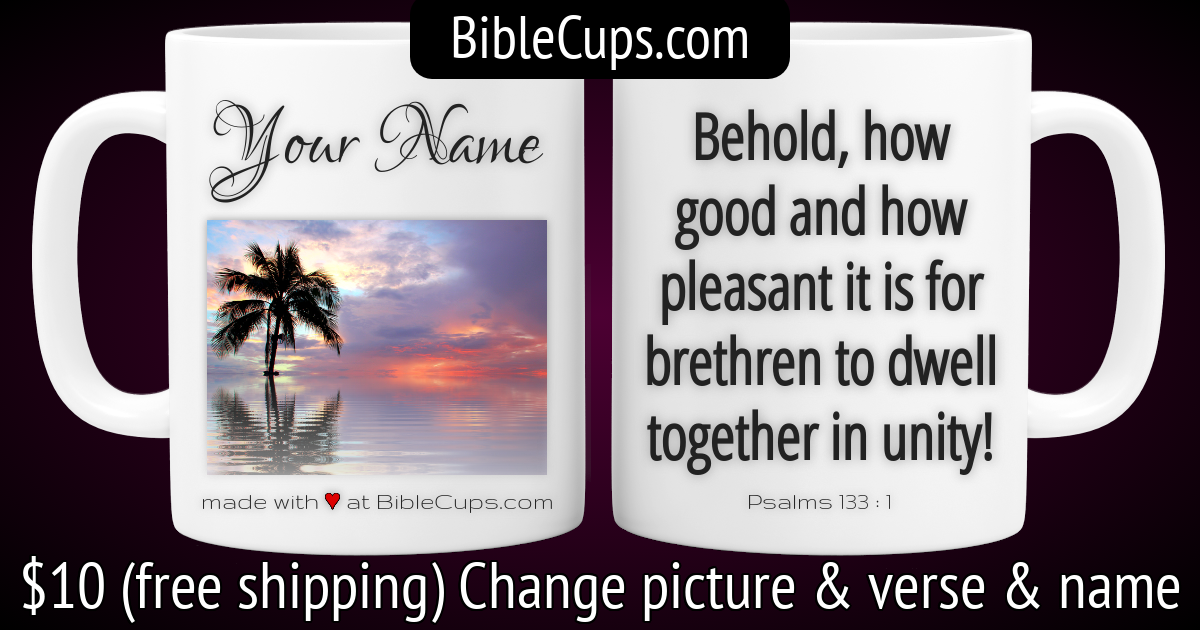 BibleCups.com
Your Name
made with ❤ at BibleCups.com
Behold, how
good and how
pleasant it is for
brethren to dwell
together in unity!
Psalms 133 : 1
$10 (free shipping) Change picture & verse & name